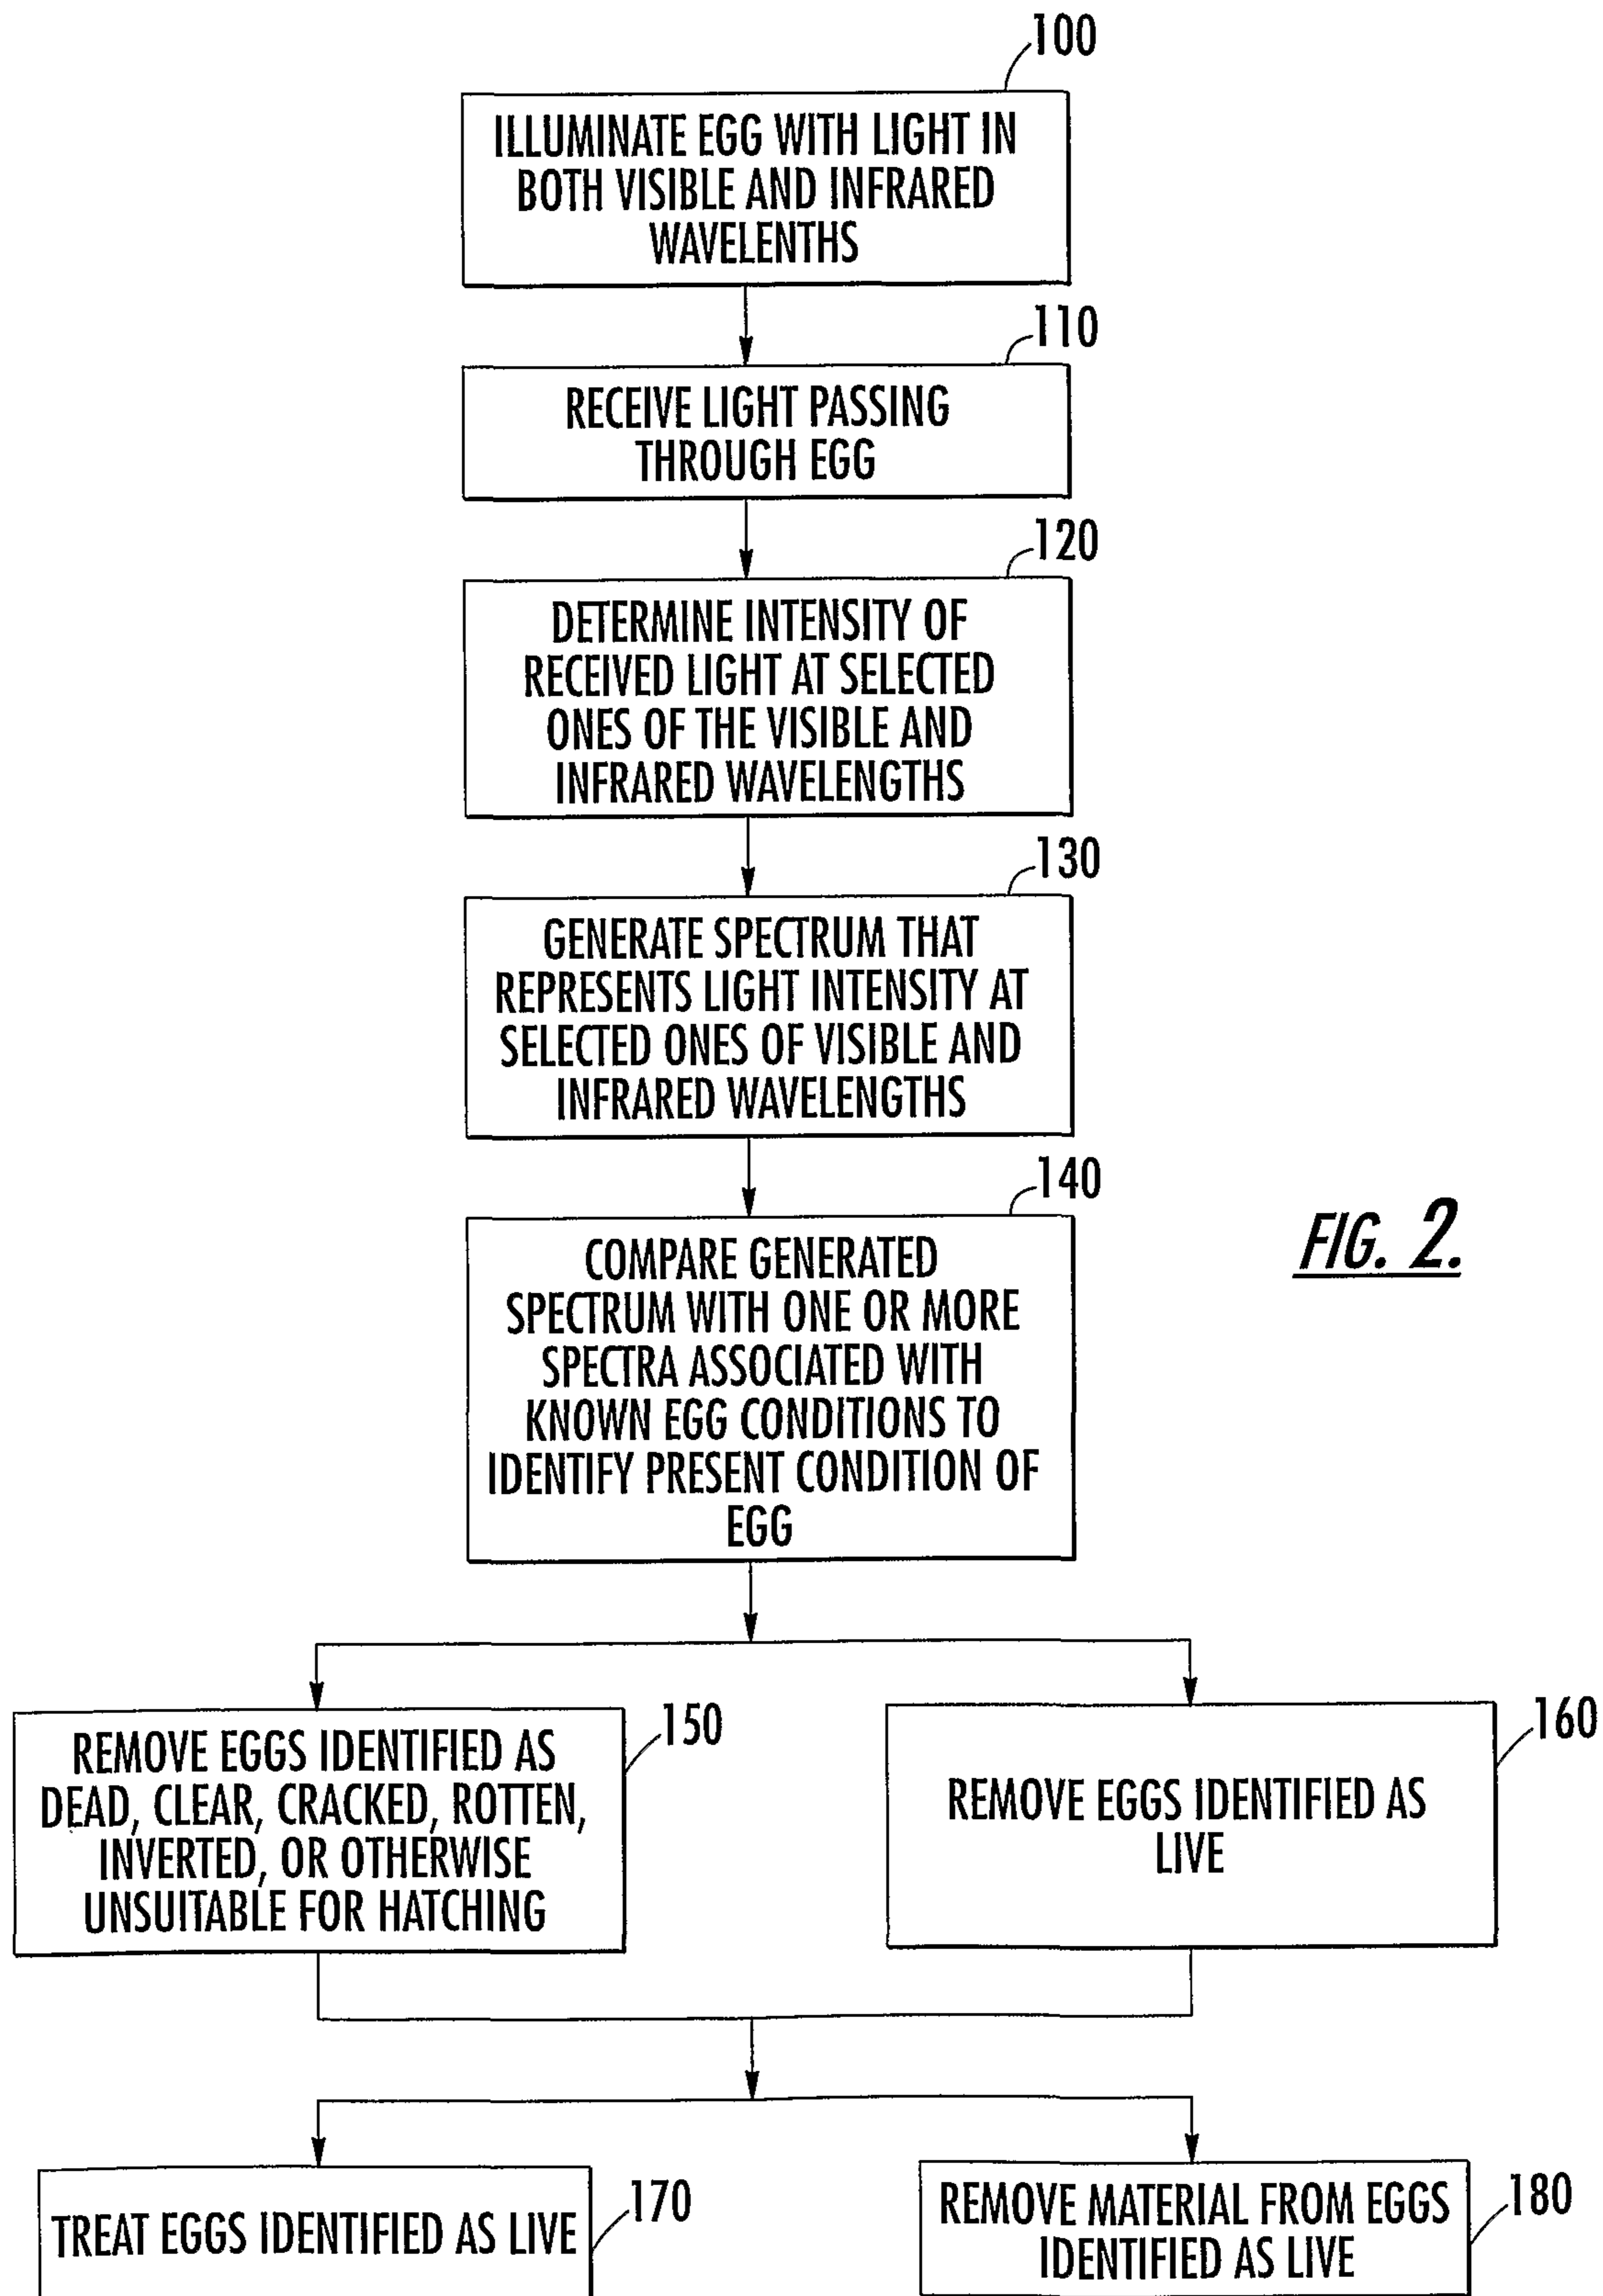 100
ILLUMINATE EGG WITH LIGHT IN
BOTH VISIBLE AND INFRARED
WAVELENTHS
110
RECEIVE LIGHT PASSING
THROUGH EGG
120
DETERMINE INTENSITY OF
RECEIVED LIGHT AT SELECTED
ONES OF THE VISIBLE AND
INFRARED WAVELENGTHS
130
GENERATE SPECTRUM THAT
REPRESENTS LIGHT INTENSITY AT
SELECTED ONES OF VISIBLE AND
INFRARED WAVELENGTHS
140
COMPARE GENERATED
SPECTRUM WITH ONE OR MORE
SPECTRA ASSOCIATED WITH
KNOWN EGG CONDITIONS TO
IDENTIFY PRESENT CONDITION OF
EGG
FIG. 2.
150
REMOVE EGGS IDENTIFIED AS
DEAD, CLEAR, CRACKED, ROTTEN,
INVERTED, OR OTHERWISE
UNSUITABLE FOR HATCHING
160
REMOVE EGGS IDENTIFIED AS
LIVE
170
TREAT EGGS IDENTIFIED AS LIVE
180
REMOVE MATERIAL FROM EGGS
IDENTIFIED AS LIVE